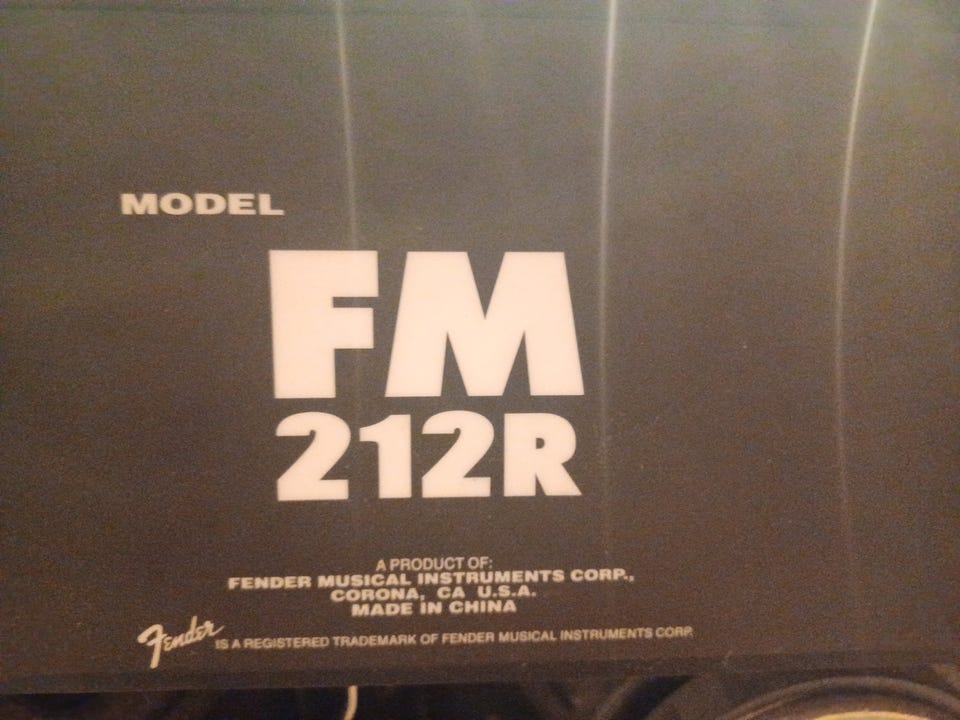 MODEL
FM
212R
A PRODUCT OF:
FENDER MUSICAL INSTRUMENTS CORP.,
CORONA, CA U.S.A.
MADE IN CHINA
Fender IS A REGISTERED TRADEMARK OF FENDER MUSICAL INSTRUMENTS CORP.